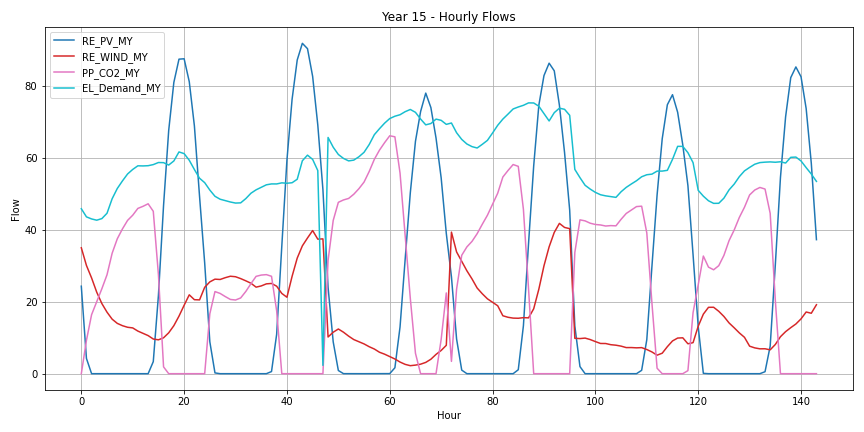 Year 15 - Hourly Flows
RE_PV_MY
RE_WIND_MY
PP_CO2_MY
EL_Demand_MY
80
60
40
20
0
Flow
0 20 40 60 80 100 120 140
Hour